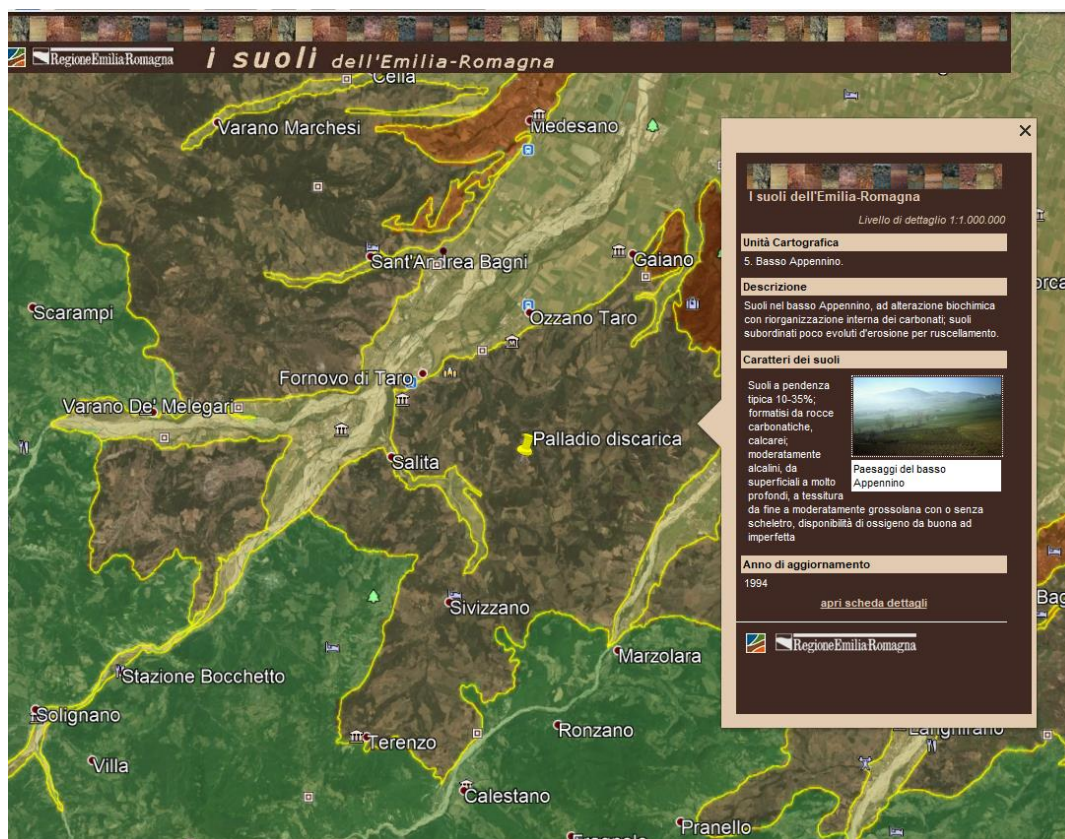 RegioneEmiliaRomagna
i suoli dell'Emilia-Romagna
Cella
Varano Marchesi
Medesano
Sant'Andrea Bagni
Gaiano
Scarampi
Ozzano Taro
Fornovo di Taro
Varano De' Melegari
Palladio discarica
Salita
Sivizzano
Marzolara
Stazione Bocchetto
Solignano
Ronzano
Terenzo
Villa
Calestano
Pranello
Langhirano
I suoli dell'Emilia-Romagna
Livello di dettaglio 1:1.000.000
Unità Cartografica
5. Basso Appennino.
Descrizione
Suoli nel basso Appennino, ad alterazione biochimica
con riorganizzazione interna dei carbonati; suoli
subordinati poco evoluti d'erosione per ruscellamento.
Caratteri dei suoli
Suoli a pendenza
tipica 10-35%;
formatisi da rocce
carbonatiche,
calcarei;
moderatamente
alcalini, da
superficiali a molto
profondi, a tessitura
da fine a moderatamente grossolana con o senza
scheletro, disponibilità di ossigeno da buona ad
imperfetta
Paesaggi del basso
Appennino
Anno di aggiornamento
1994
apri scheda dettagli
RegioneEmiliaRomagna